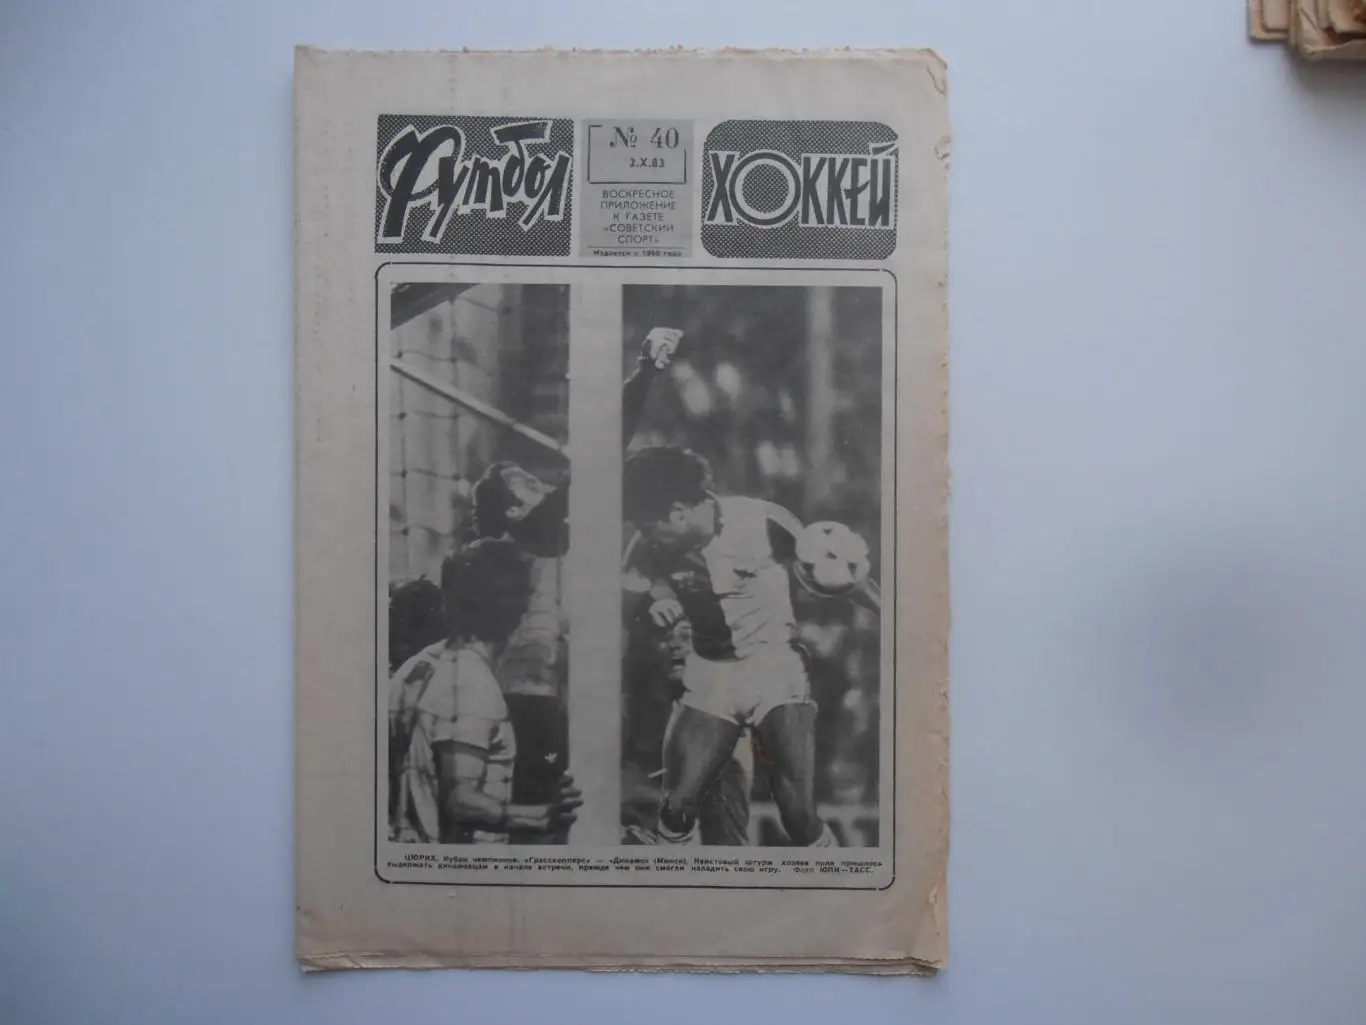 Футбол
№ 40
2.X.83
ВОСКРЕСНОЕ
ПРИЛОЖЕНИЕ
К ГАЗЕТЕ
«СОВЕТСКИЙ
СПОРТ»
Издается с 1960 года
ХОККЕЙ
ЦЮРИХ. Кубок чемпионов. «Грассхопперс» — «Динамо» (Минск). Неистовый штурм хозяев поля пришлось
выдержать динамовцам в начале встречи, прежде чем они смогли наладить свою игру. Фото ЮПИ—ТАСС.